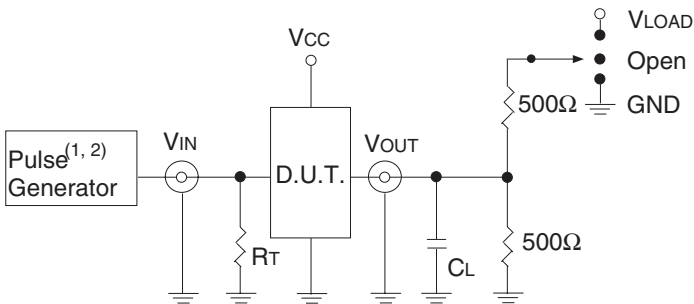 VLOAD
Open
GND
VCC
500Ω
Pulse(1, 2)
Generator
VIN
D.U.T.
VOUT
RT
CL
500Ω